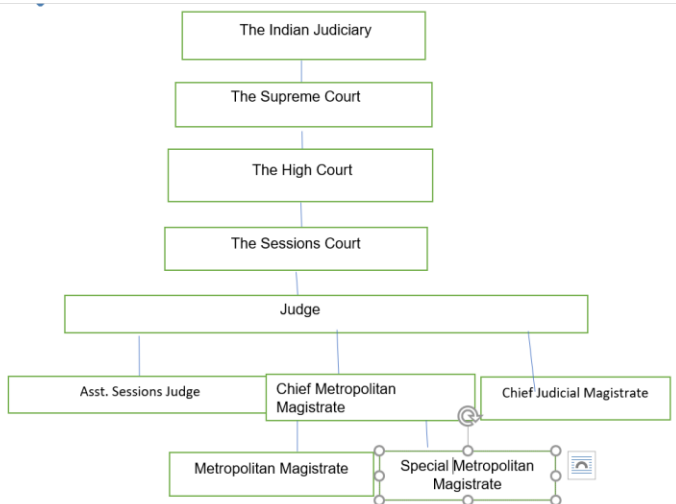 The Indian Judiciary
The Supreme Court
The High Court
The Sessions Court
Judge
Asst. Sessions Judge
Chief Metropolitan
Magistrate
Chief Judicial Magistrate
Metropolitan Magistrate
Special Metropolitan
Magistrate